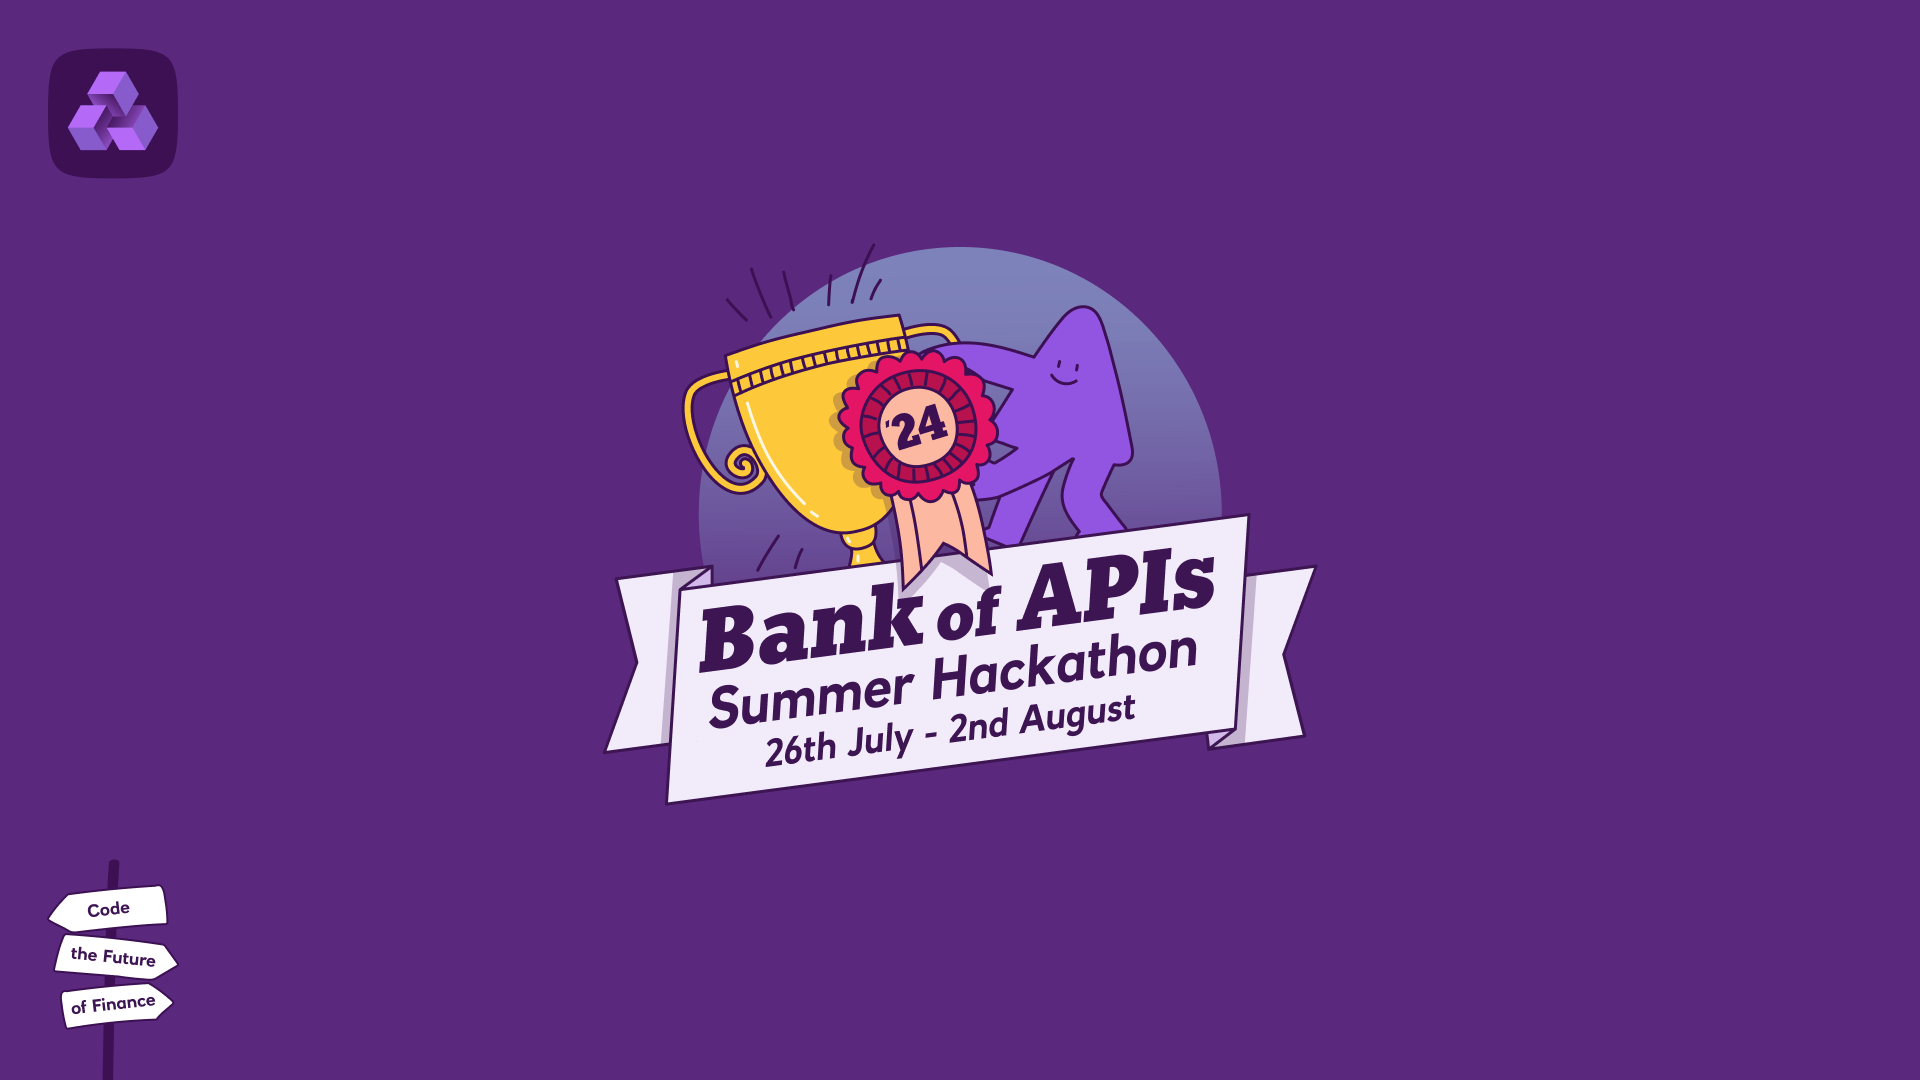 '24
Bank of APIs
Summer Hackathon
26th July - 2nd August
Code
the Future
of Finance